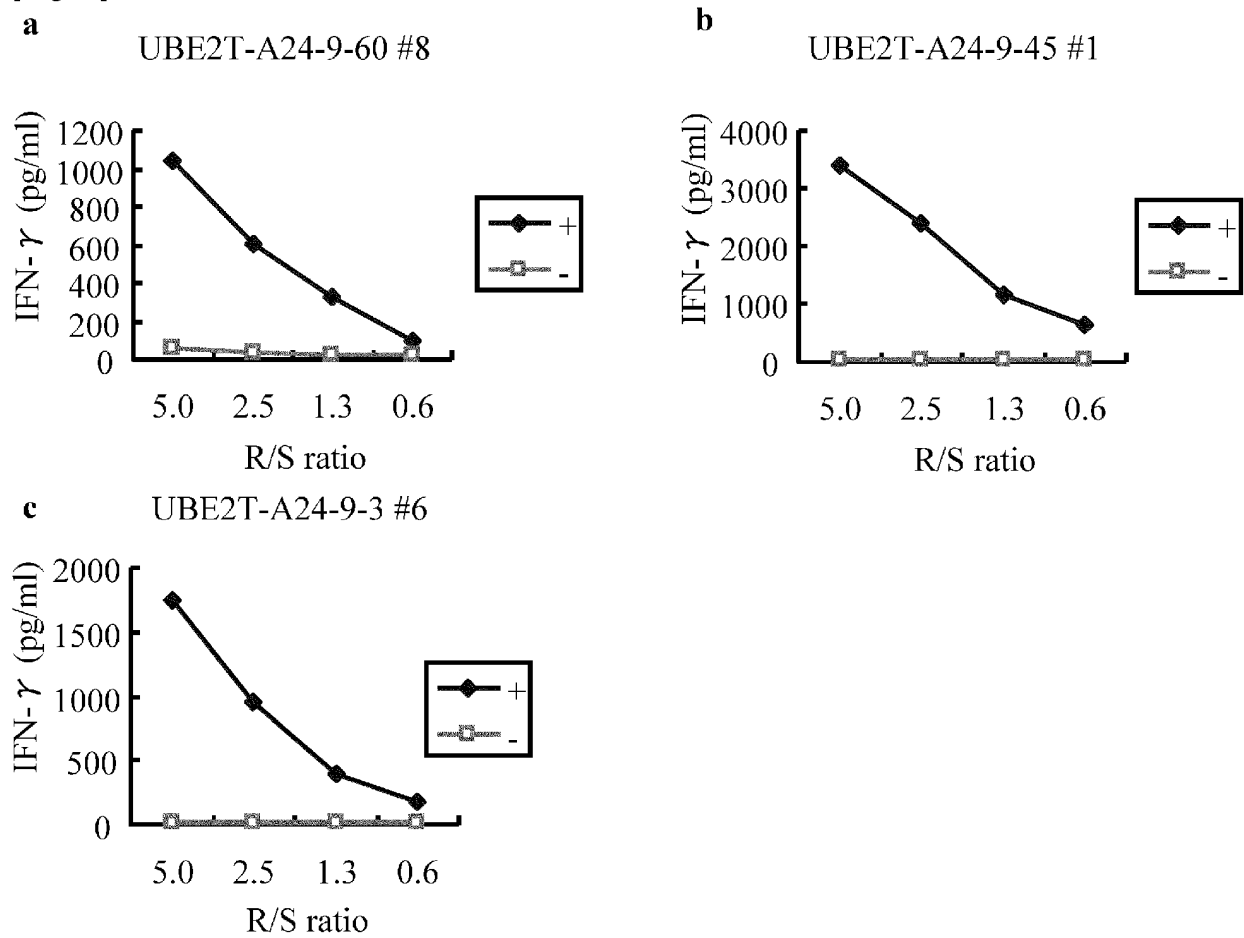 a
UBE2T-A24-9-60 #8
IFN-γ (pg/ml)
1200
1000
800
600
400
200
0
5.0 2.5 1.3 0.6
R/S ratio
+
-
b
UBE2T-A24-9-45 #1
IFN-γ (pg/ml)
4000
3000
2000
1000
0
5.0 2.5 1.3 0.6
R/S ratio
+
-
c
UBE2T-A24-9-3 #6
IFN-γ (pg/ml)
2000
1500
1000
500
0
5.0 2.5 1.3 0.6
R/S ratio
+
-